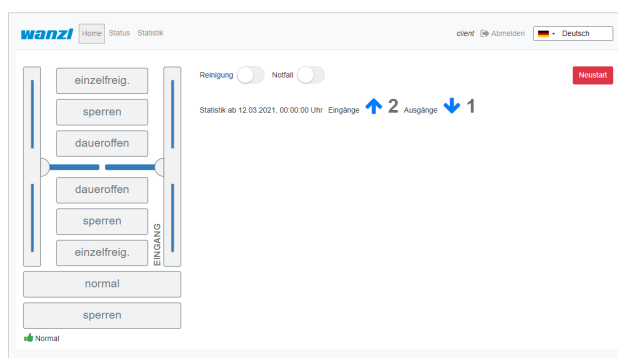 wanzl Home Status Statistik client Abmelden Deutsch
einzelfreig.
sperren
daueroffen
daueroffen
sperren
einzelfreig.
EINGANG
normal
sperren
Normal
Reinigung Notfall Neustart
Statistik ab 12.03.2021, 00:00:00 Uhr Eingänge 2 Ausgänge 1